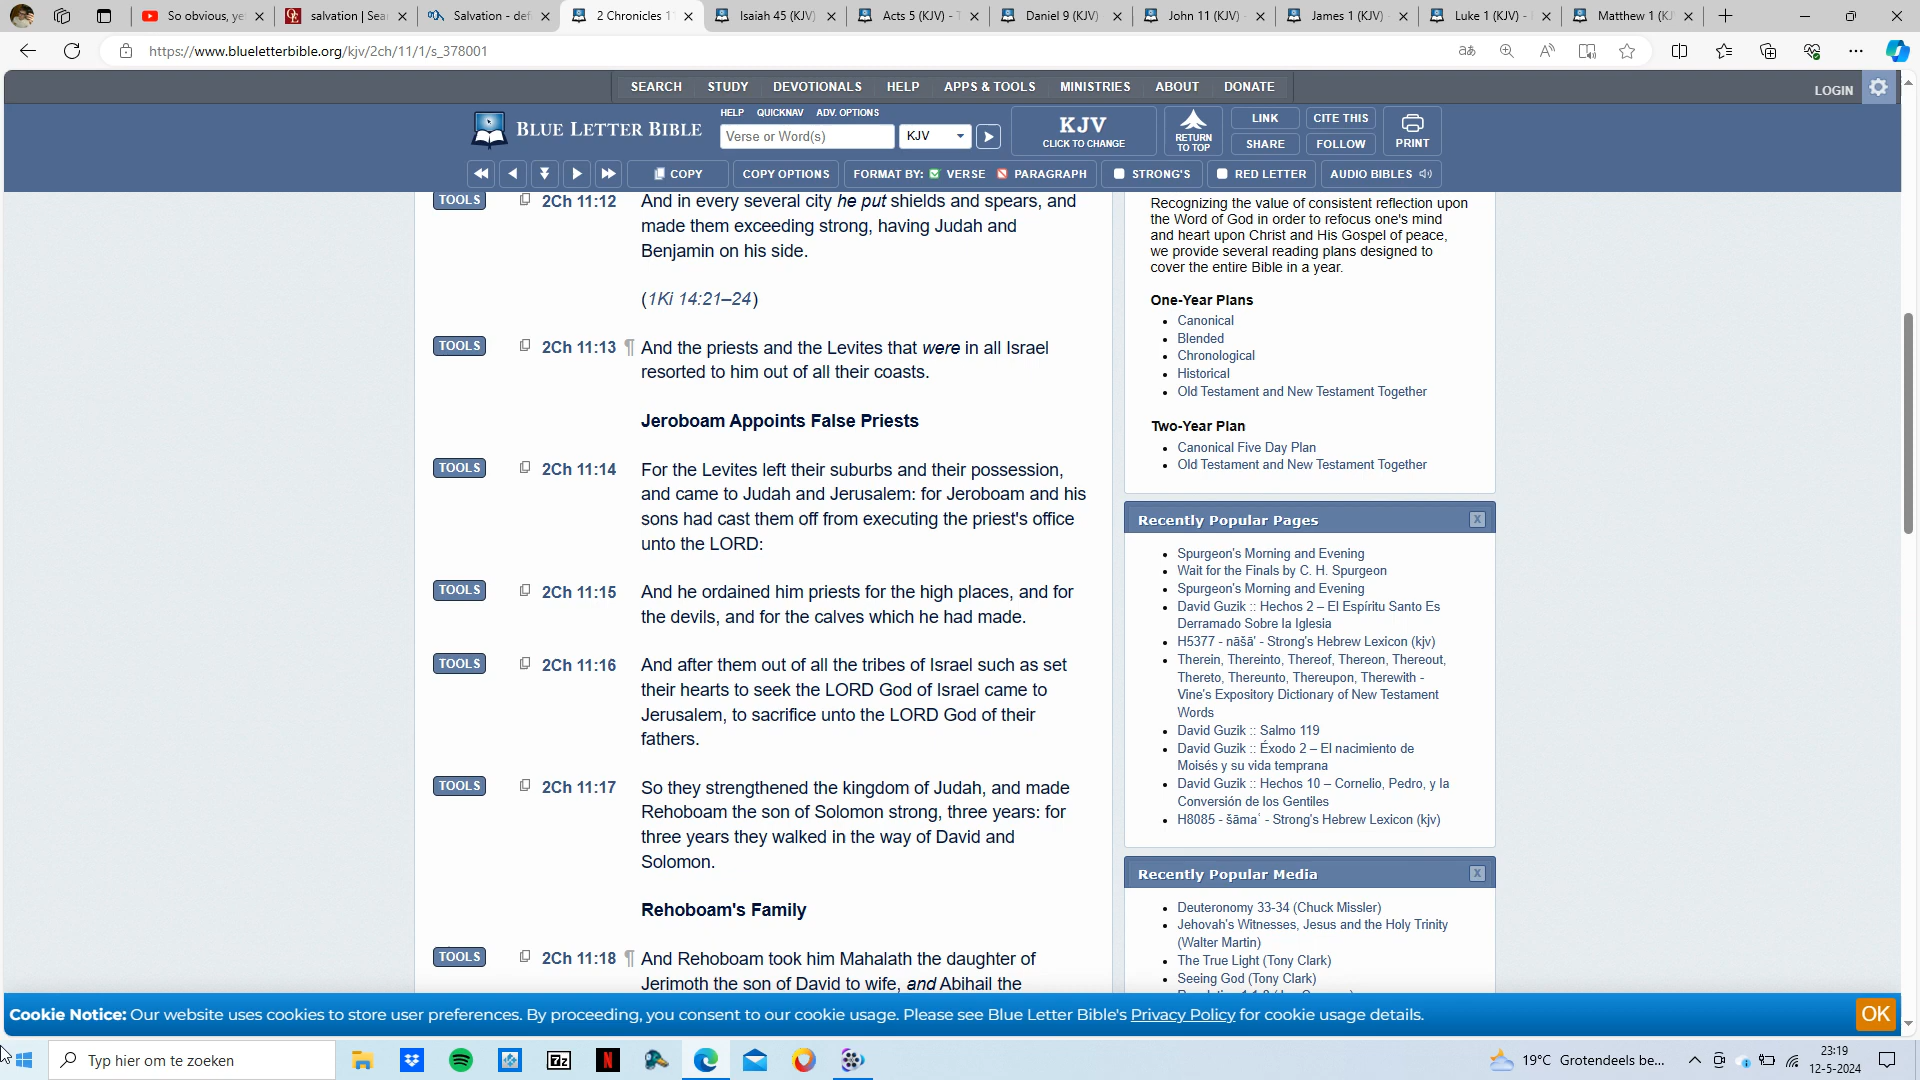 So obvious, ye
salvation | Sea
Salvation - def
2 Chronicles 1
Isaiah 45 (KJV)
Acts 5 (KJV) - T
Daniel 9 (KJV)
John 11 (KJV) -
James 1 (KJV)
Luke 1 (KJV) -
Matthew 1 (KJ
https://www.blueletterbible.org/kjv/2ch/11/1/s_378001
SEARCH STUDY DEVOTIONALS HELP APPS & TOOLS MINISTRIES ABOUT DONATE
LOGIN
BLUE LETTER BIBLE
HELP QUICKNAV ADV. OPTIONS
Verse or Word(s)
KJV
KJV
CLICK TO CHANGE
RETURN
TO TOP
LINK
CITE THIS
SHARE
FOLLOW
PRINT
COPY
COPY OPTIONS
FORMAT BY: VERSE PARAGRAPH
STRONG'S
RED LETTER
AUDIO BIBLES
TOOLS 2Ch 11:12 And in every several city he put shields and spears, and
made them exceeding strong, having Judah and
Benjamin on his side.
(1Ki 14:21–24)
TOOLS 2Ch 11:13 ¶ And the priests and the Levites that were in all Israel
resorted to him out of all their coasts.
Jeroboam Appoints False Priests
TOOLS 2Ch 11:14 For the Levites left their suburbs and their possession,
and came to Judah and Jerusalem: for Jeroboam and his
sons had cast them off from executing the priest's office
unto the LORD:
TOOLS 2Ch 11:15 And he ordained him priests for the high places, and for
the devils, and for the calves which he had made.
TOOLS 2Ch 11:16 And after them out of all the tribes of Israel such as set
their hearts to seek the LORD God of Israel came to
Jerusalem, to sacrifice unto the LORD God of their
fathers.
TOOLS 2Ch 11:17 So they strengthened the kingdom of Judah, and made
Rehoboam the son of Solomon strong, three years: for
three years they walked in the way of David and
Solomon.
Rehoboam's Family
TOOLS 2Ch 11:18 ¶ And Rehoboam took him Mahalath the daughter of
Jerimoth the son of David to wife, and Abihail the
Recognizing the value of consistent reflection upon
the Word of God in order to refocus one's mind
and heart upon Christ and His Gospel of peace,
we provide several reading plans designed to
cover the entire Bible in a year.
One-Year Plans
Canonical
Blended
Chronological
Historical
Old Testament and New Testament Together
Two-Year Plan
Canonical Five Day Plan
Old Testament and New Testament Together
Recently Popular Pages
X
Spurgeon's Morning and Evening
Wait for the Finals by C. H. Spurgeon
Spurgeon's Morning and Evening
David Guzik :: Hechos 2 – El Espíritu Santo Es
Derramado Sobre la Iglesia
H5377 - nāšā' - Strong's Hebrew Lexicon (kjv)
Therein, Thereinto, Thereof, Thereon, Thereout,
Thereto, Thereunto, Thereupon, Therewith -
Vine's Expository Dictionary of New Testament
Words
David Guzik :: Salmo 119
David Guzik :: Éxodo 2 – El nacimiento de
Moisés y su vida temprana
David Guzik :: Hechos 10 – Cornelio, Pedro, y la
Conversión de los Gentiles
H8085 - šāmaʿ - Strong's Hebrew Lexicon (kjv)
Recently Popular Media
X
Deuteronomy 33-34 (Chuck Missler)
Jehovah's Witnesses, Jesus and the Holy Trinity
(Walter Martin)
The True Light (Tony Clark)
Seeing God (Tony Clark)
Cookie Notice: Our website uses cookies to store user preferences. By proceeding, you consent to our cookie usage. Please see Blue Letter Bible's Privacy Policy for cookie usage details.
OK
Typ hier om te zoeken
19°C Grotendeels be...
23:19
12-5-2024